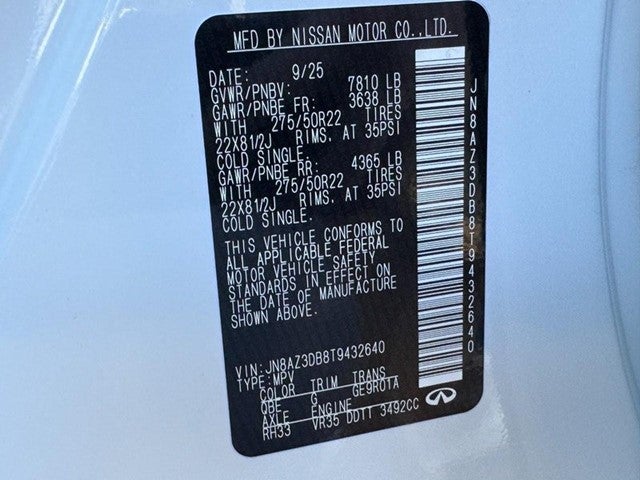 MFD BY NISSAN MOTOR CO.,LTD.
DATE: 9/25
GVWR/PNBV: 7810 LB
GAWR/PNBE FR: 3638 LB
WITH 275/50R22 TIRES
22X81/2J RIMS, AT 35PSI
COLD SINGLE.
GAWR/PNBE RR: 4365 LB
WITH 275/50R22 TIRES
22X81/2J RIMS, AT 35PSI
COLD SINGLE.
THIS VEHICLE CONFORMS TO
ALL APPLICABLE FEDERAL
MOTOR VEHICLE SAFETY
STANDARDS IN EFFECT ON
THE DATE OF MANUFACTURE
SHOWN ABOVE.
VIN: JN8AZ3DB8T9432640
TYPE: MPV
COLOR TRIM TRANS
QBE G GE9R01A
AXLE ENGINE
RH33 VR35 DDTT 3492CC
JN8AZ3DB8T9432640